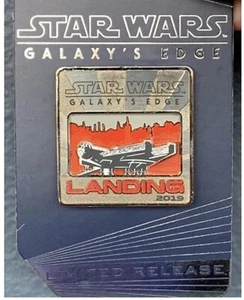 STAR WARS
GALAXY'S EDGE
STAR WARS
GALAXY'S EDGE
LANDING
2019
LIMITED RELEASE